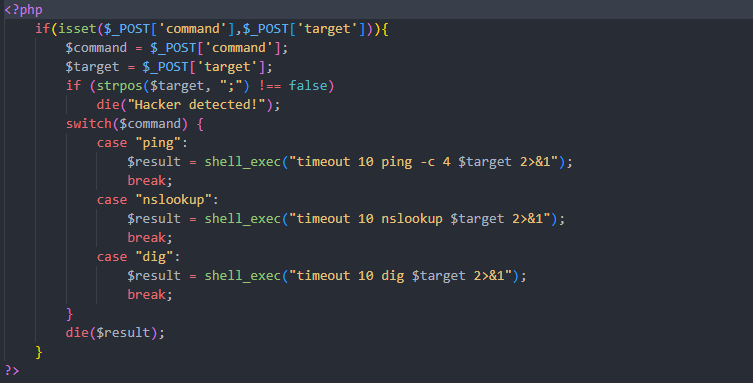 <?php
    if(isset($_POST['command'],$_POST['target'])){
        $command = $_POST['command'];
        $target = $_POST['target'];
        if (strpos($target, ";") !== false)
            die("Hacker detected!");
        switch($command) {
            case "ping":
                $result = shell_exec("timeout 10 ping -c 4 $target 2>&1");
                break;
            case "nslookup":
                $result = shell_exec("timeout 10 nslookup $target 2>&1");
                break;
            case "dig":
                $result = shell_exec("timeout 10 dig $target 2>&1");
                break;
        }
        die($result);
    }
?>